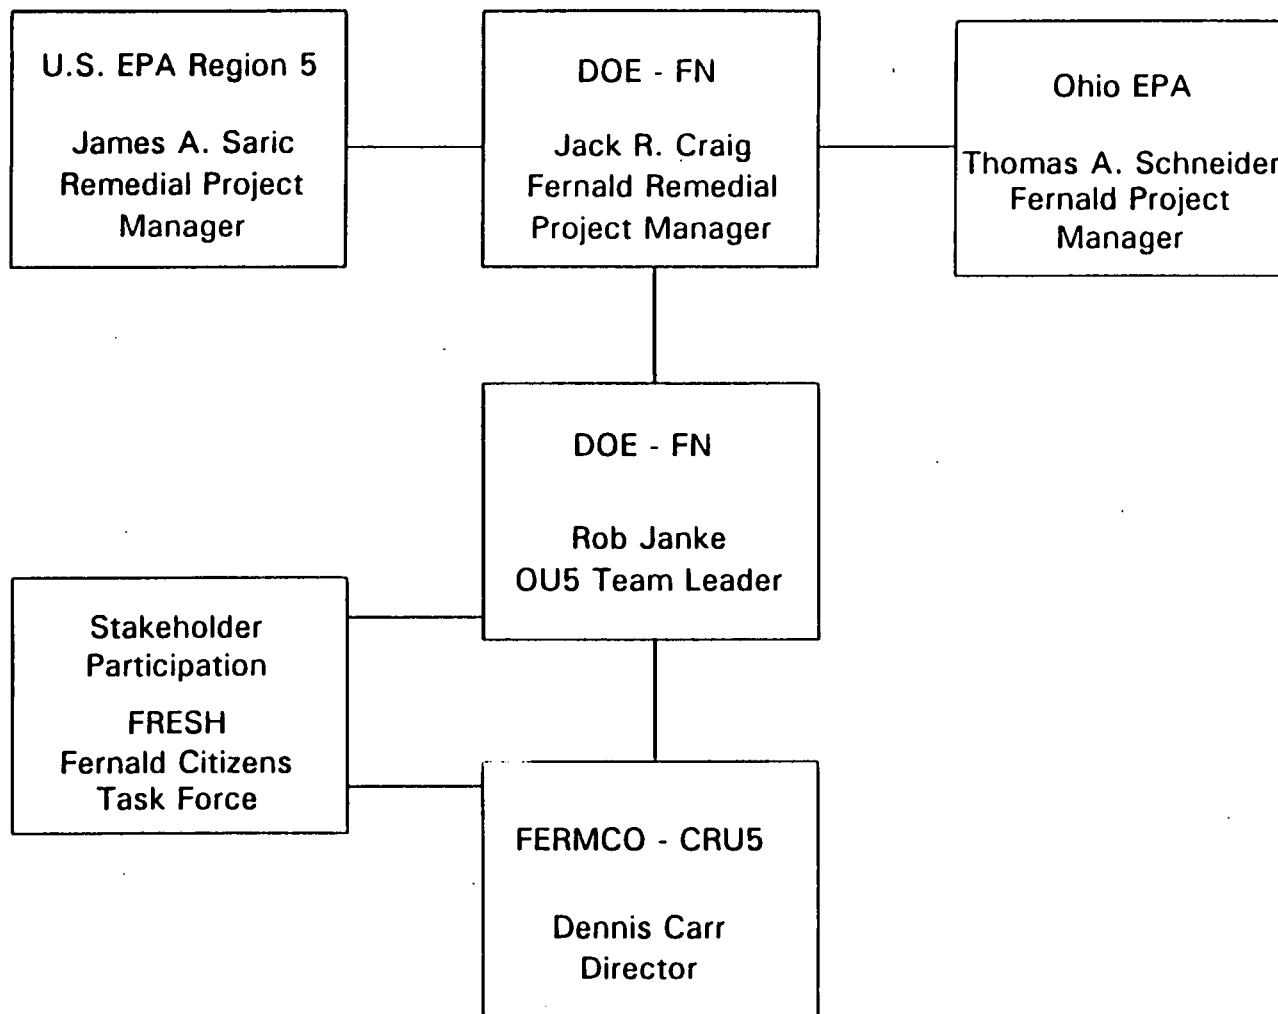 U.S. EPA Region 5
James A. Saric
Remedial Project
Manager
DOE - FN
Jack R. Craig
Fernald Remedial
Project Manager
Ohio EPA
Thomas A. Schneider
Fernald Project
Manager
DOE - FN
Rob Janke
OU5 Team Leader
Stakeholder
Participation
FRESH
Fernald Citizens
Task Force
FERMCO - CRU5
Dennis Carr
Director